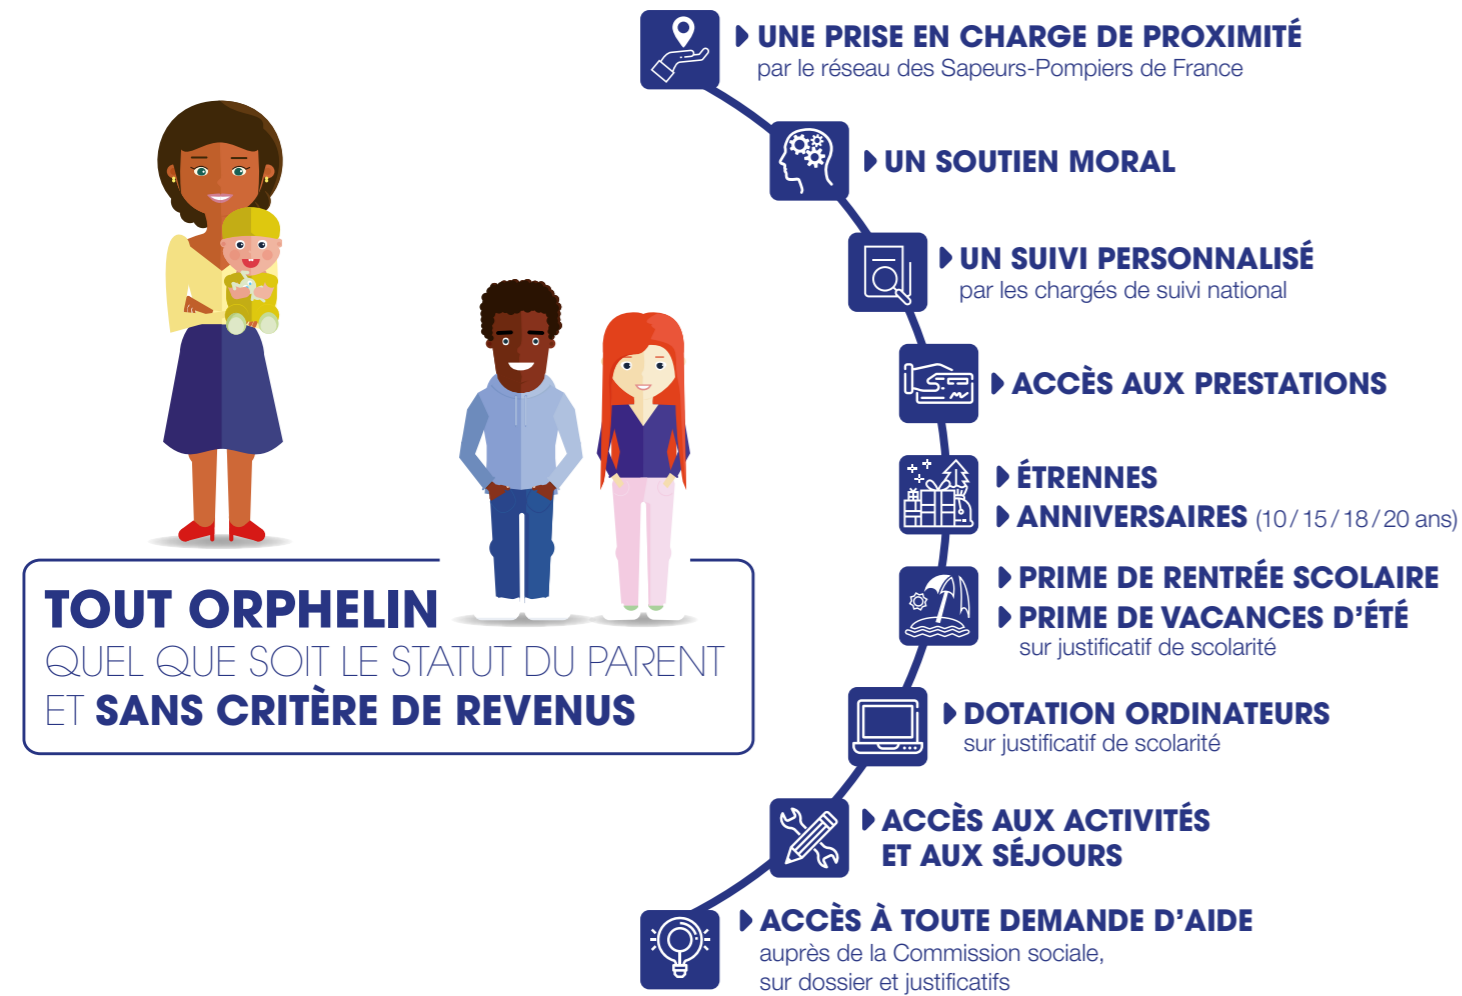 UNE PRISE EN CHARGE DE PROXIMITÉ
par le réseau des Sapeurs-Pompiers de France
UN SOUTIEN MORAL
UN SUIVI PERSONNALISÉ
par les chargés de suivi national
ACCÈS AUX PRESTATIONS
ÉTRENNES
ANNIVERSAIRES (10 / 15 / 18 / 20 ans)
PRIME DE RENTRÉE SCOLAIRE
PRIME DE VACANCES D’ÉTÉ
sur justificatif de scolarité
DOTATION ORDINATEURS
sur justificatif de scolarité
ACCÈS AUX ACTIVITÉS
ET AUX SÉJOURS
ACCÈS À TOUTE DEMANDE D’AIDE
auprès de la Commission sociale,
sur dossier et justificatifs
TOUT ORPHELIN
QUEL QUE SOIT LE STATUT DU PARENT
ET SANS CRITÈRE DE REVENUS